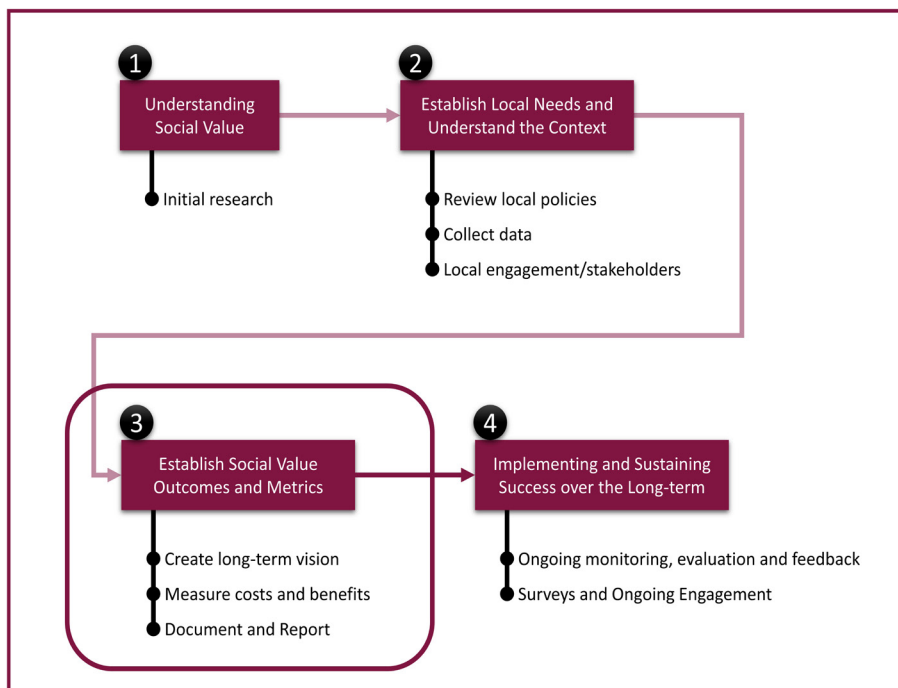 1
Understanding
Social Value
Initial research
2
Establish Local Needs and
Understand the Context
Review local policies
Collect data
Local engagement/stakeholders
3
Establish Social Value
Outcomes and Metrics
Create long-term vision
Measure costs and benefits
Document and Report
4
Implementing and Sustaining
Success over the Long-term
Ongoing monitoring, evaluation and feedback
Surveys and Ongoing Engagement